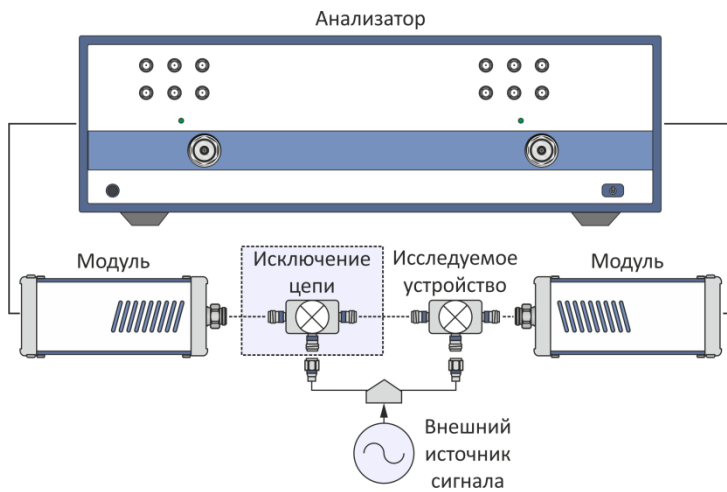 Анализатор
Модуль
Исключение
цепи
Исследуемое
устройство
Модуль
Внешний
источник
сигнала